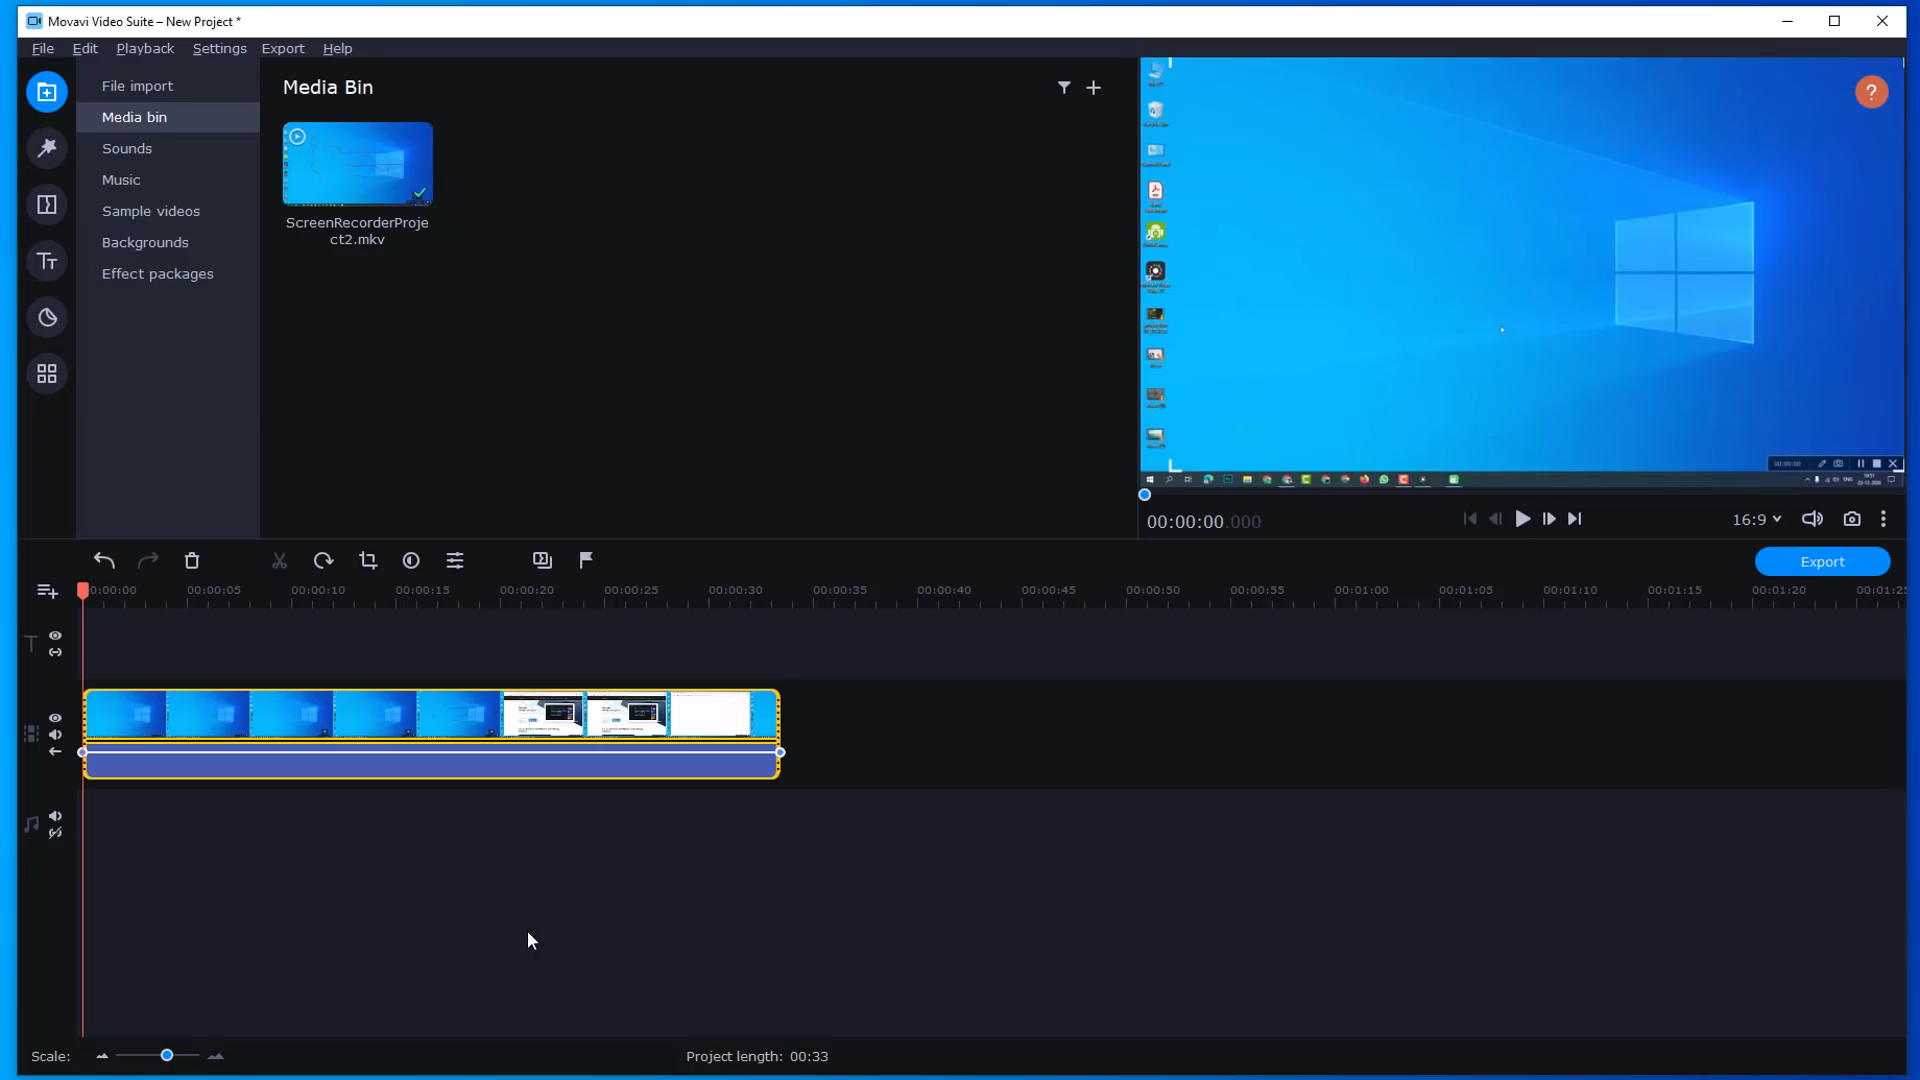 Movavi Video Suite – New Project *
File Edit Playback Settings Export Help
File import
Media bin
Sounds
Music
Sample videos
Backgrounds
Effect packages
Media Bin
ScreenRecorderProje
ct2.mkv
?
00:00:00.000
16:9
Export
0:00:00 00:00:05 00:00:10 00:00:15 00:00:20 00:00:25 00:00:30 00:00:35 00:00:40 00:00:45 00:00:50 00:00:55 00:01:00 00:01:05 00:01:10 00:01:15 00:01:20 00:01:25
Scale:
Project length: 00:33